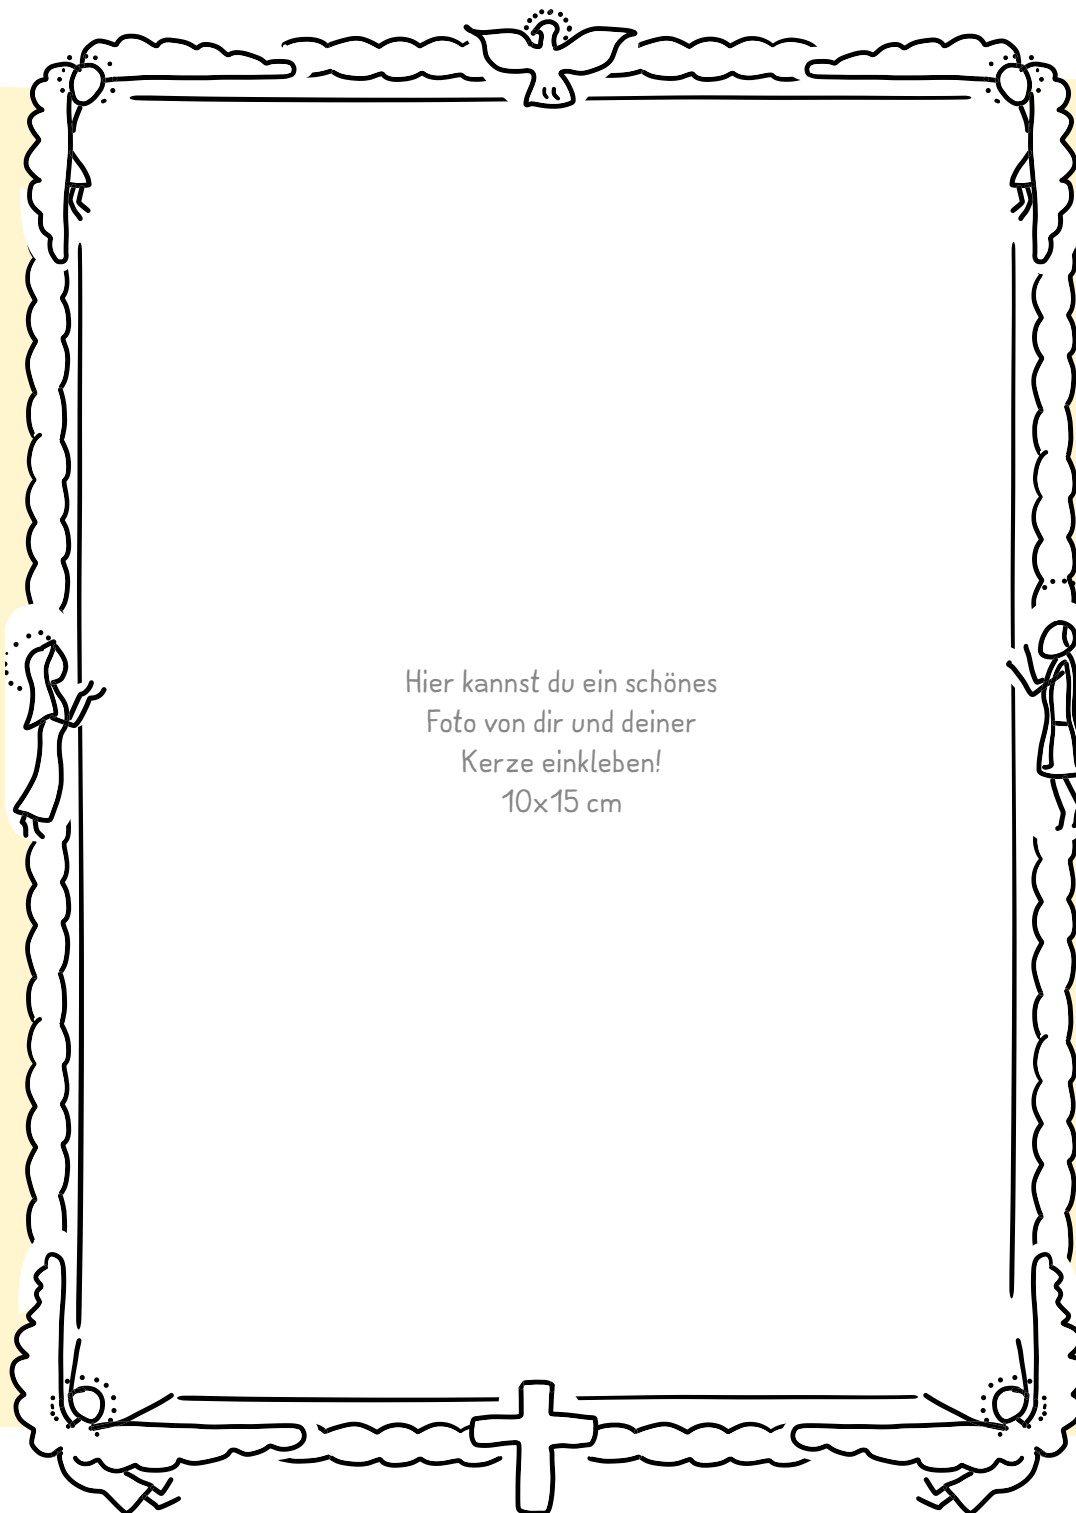 Hier kannst du ein schönes
Foto von dir und deiner
Kerze einkleben!
10x15 cm